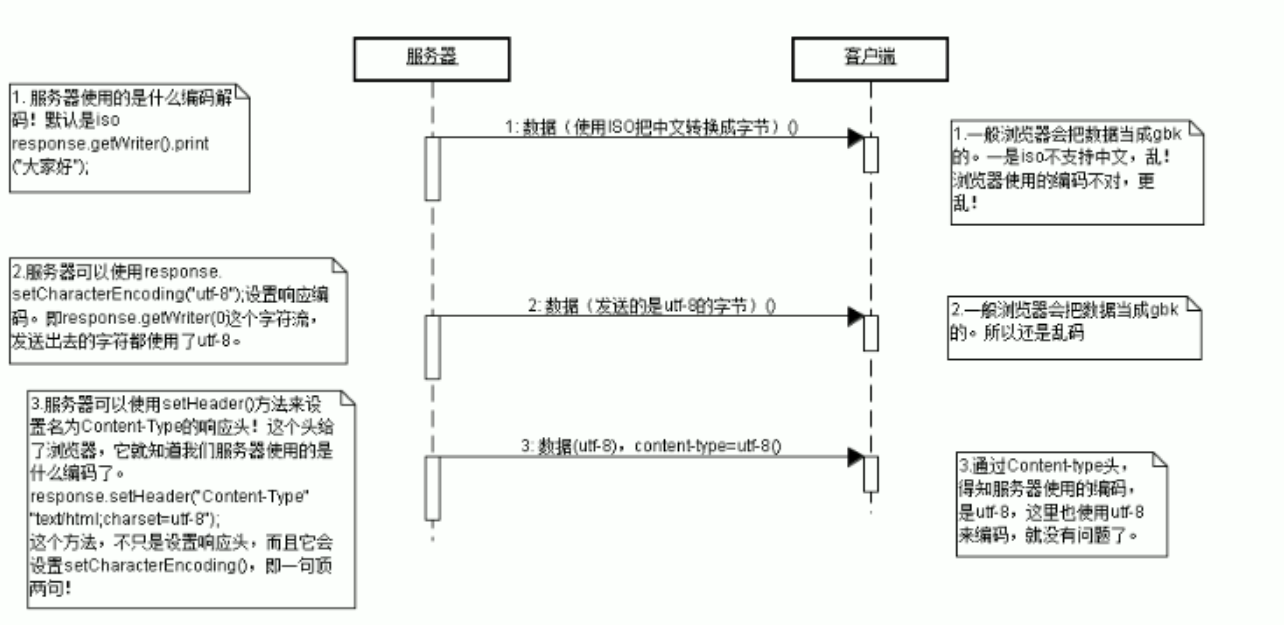 服务器
客户端
1. 服务器使用的是什么编码解
码！默认是iso
response.getWriter().print
("大家好");
1: 数据（使用ISO把中文转换成字节）()
1.一般浏览器会把数据当成gbk
的。一是iso不支持中文，乱！
浏览器使用的编码不对，更
乱！
2.服务器可以使用response.
setCharacterEncoding("utf-8");设置响应编
码。即response.getWriter(0这个字符流，
发送出去的字符都使用了utf-8。
2: 数据（发送的是utf-8的字节）()
2.一般浏览器会把数据当成gbk
的。所以还是乱码
3.服务器可以使用setHeader()方法来设
置名为Content-Type的响应头！这个头给
了浏览器，它就知道我们服务器使用的是
什么编码了。
response.setHeader("Content-Type"
"text/html;charset=utf-8");
这个方法，不只是设置响应头，而且它会
设置setCharacterEncoding()，即一句顶
两句！
3: 数据(utf-8)，content-type=utf-8()
3.通过Content-type头，
得知服务器使用的编码，
是utf-8，这里也使用utf-8
来编码，就没有问题了。